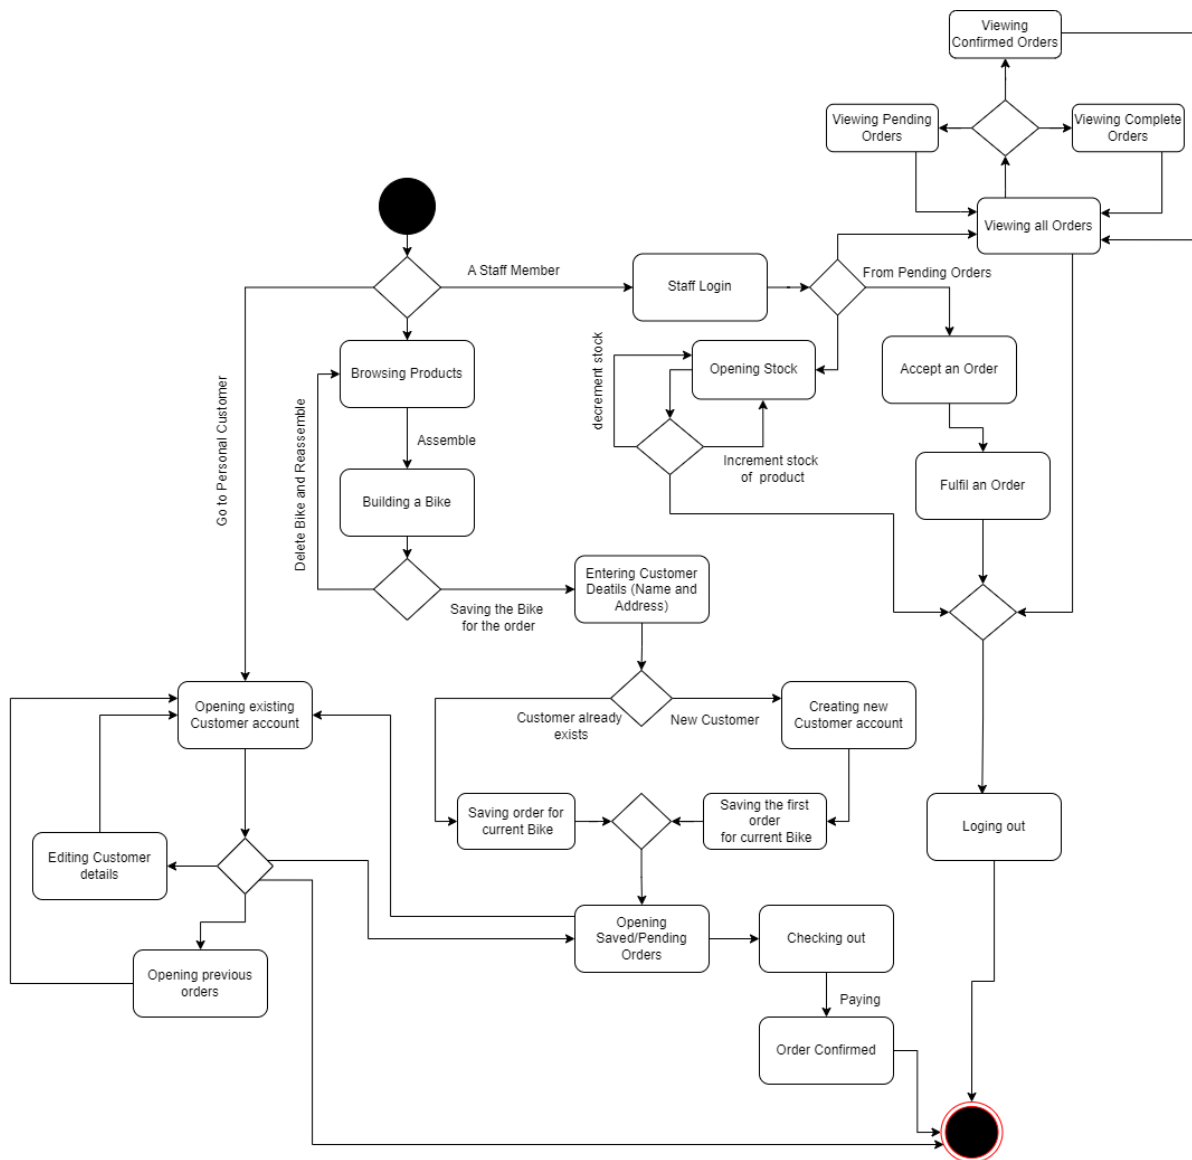 Viewing
Confirmed Orders
Viewing Pending
Orders
Viewing Complete
Orders
Viewing all Orders
A Staff Member
Staff Login
From Pending Orders
Go to Personal Customer
Browsing Products
decrement stock
Opening Stock
Accept an Order
Delete Bike and Reassemble
Assemble
Increment stock
of product
Building a Bike
Fulfil an Order
Entering Customer
Deatils (Name and
Address)
Saving the Bike
for the order
Opening existing
Customer account
Customer already
exists
New Customer
Creating new
Customer account
Saving order for
current Bike
Saving the first
order
for current Bike
Loging out
Editing Customer
details
Opening
Saved/Pending
Orders
Checking out
Opening previous
orders
Paying
Order Confirmed